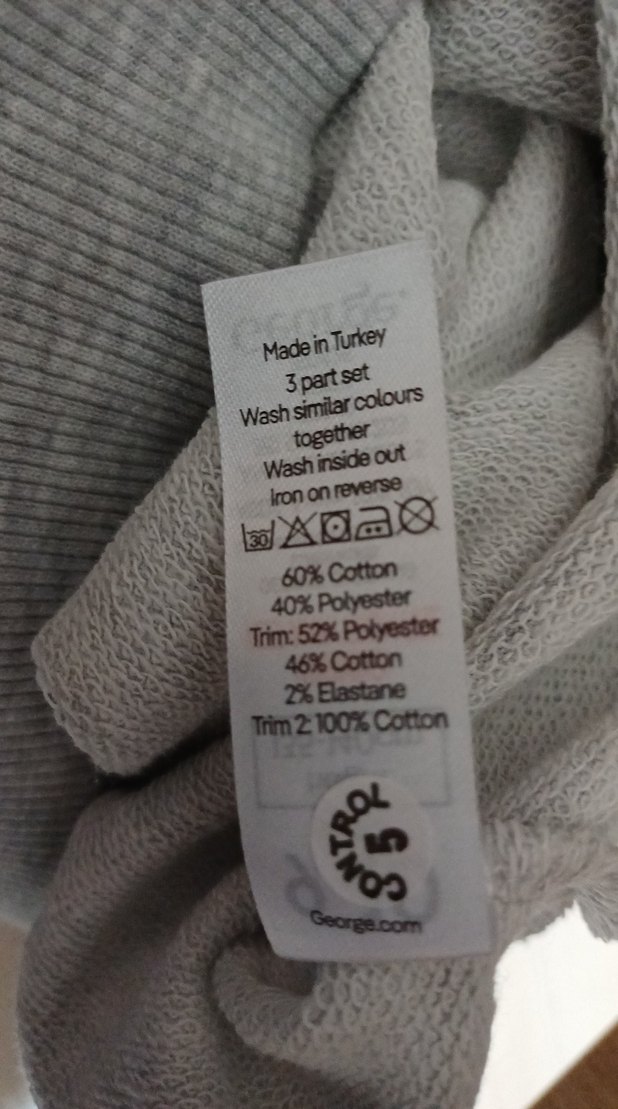 Made in Turkey
3 part set
Wash similar colours
together
Wash inside out
Iron on reverse
30
60% Cotton
40% Polyester
Trim: 52% Polyester
46% Cotton
2% Elastane
Trim 2: 100% Cotton
CONTROL
5
George.com